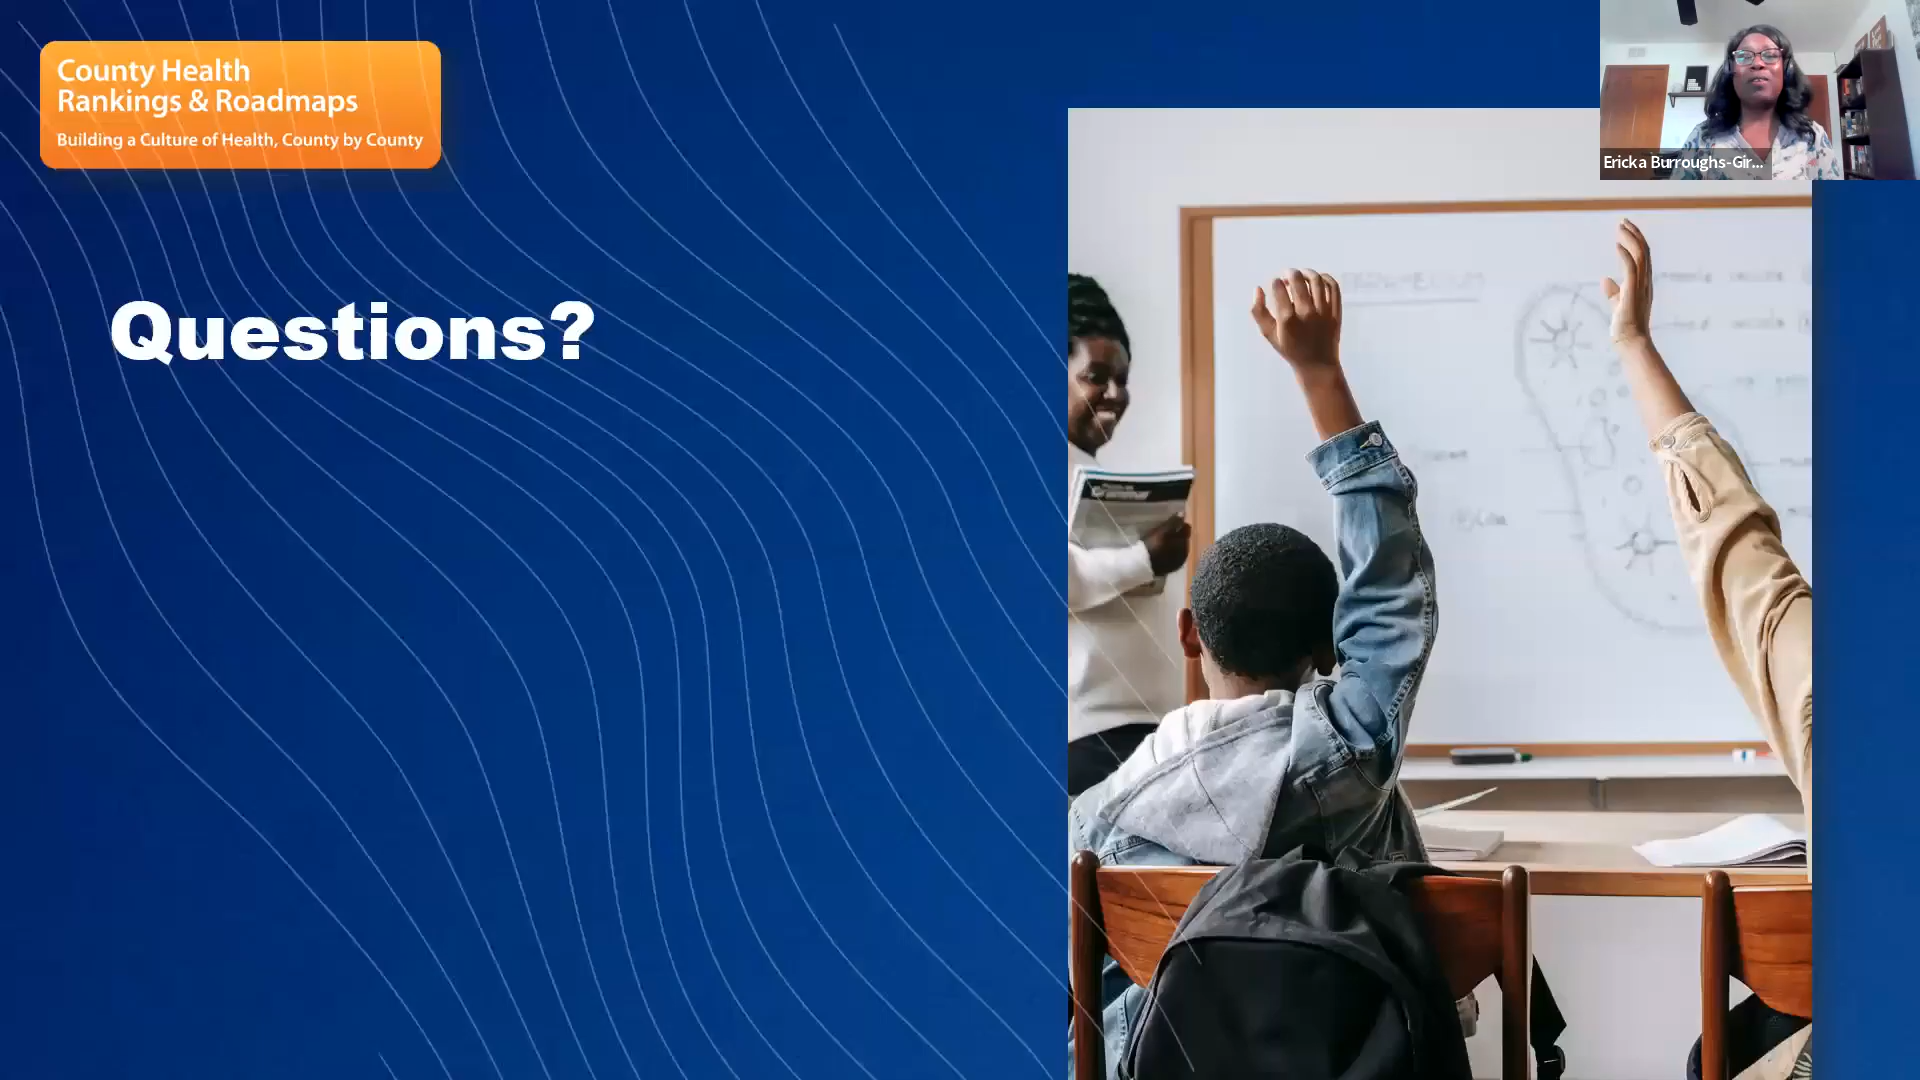 County Health
Rankings & Roadmaps
Building a Culture of Health, County by County
Ericka Burroughs-Gir...
Questions?